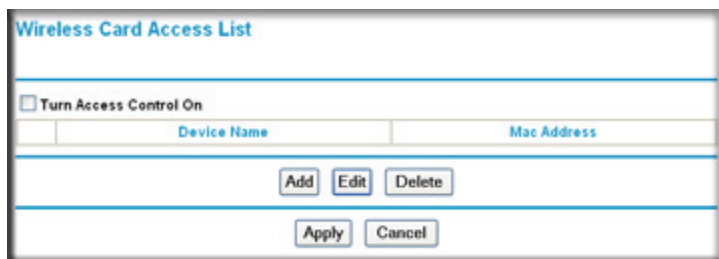 Wireless Card Access List
Turn Access Control On
Device Name Mac Address
Add Edit Delete
Apply Cancel